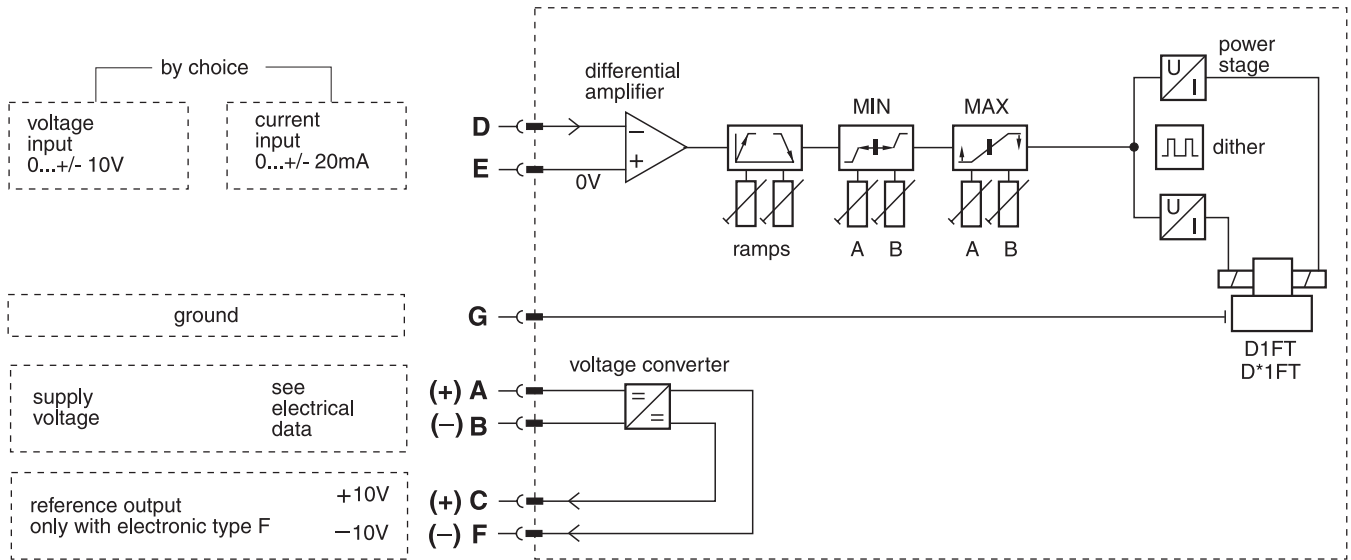 by choice
voltage
input
0...+/- 10V
current
input
0...+/- 20mA
D
E
0V
differential
amplifier
−
+
ramps
MIN
A B
MAX
A B
U
I
power
stage
dither
U
I
D1FT
D*1FT
ground
G
supply
voltage
see
electrical
data
(+) A
(−) B
voltage converter
=
=
reference output
only with electronic type F
+10V
−10V
(+) C
(−) F